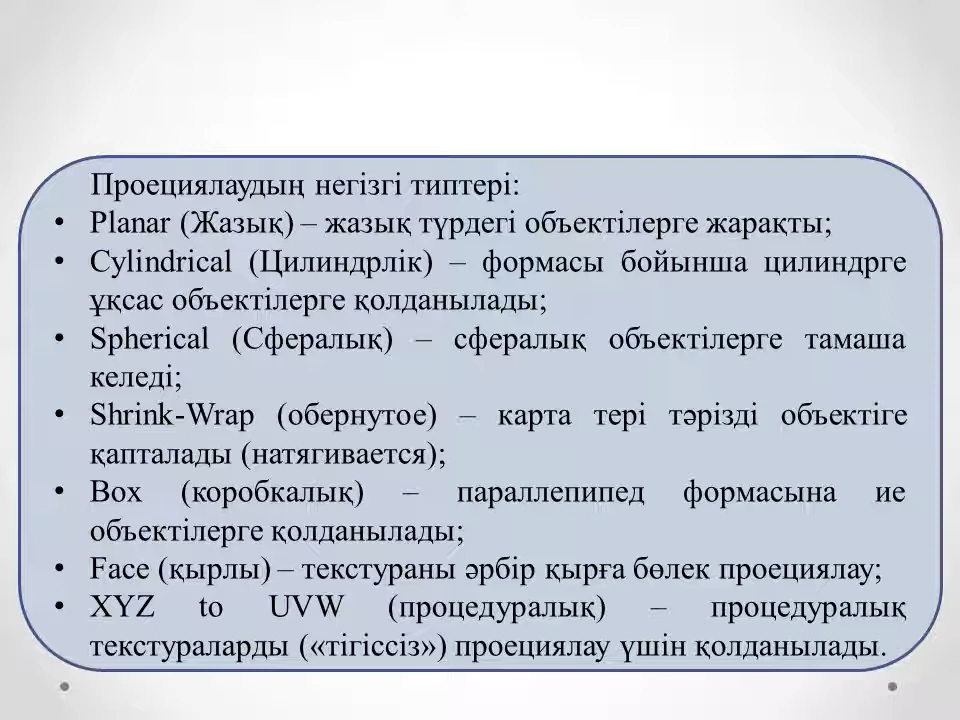 Проециялаудың негізгі типтері:
• Planar (Жазық) – жазық түрдегі объектілерге жарақты;
• Cylindrical (Цилиндрлік) – формасы бойынша цилиндрге
ұқсас объектілерге қолданылады;
• Spherical (Сфералық) – сфералық объектілерге тамаша
келеді;
• Shrink-Wrap (обернутое) – карта тері тәрізді объектіге
қапталады (натягивается);
• Box (коробкалық) – параллепипед формасына ие
объектілерге қолданылады;
• Face (қырлы) – текстураны әрбір қырға бөлек проециялау;
• XYZ to UVW (процедуралық) – процедуралық
текстураларды («тігіссіз») проециялау үшін қолданылады.